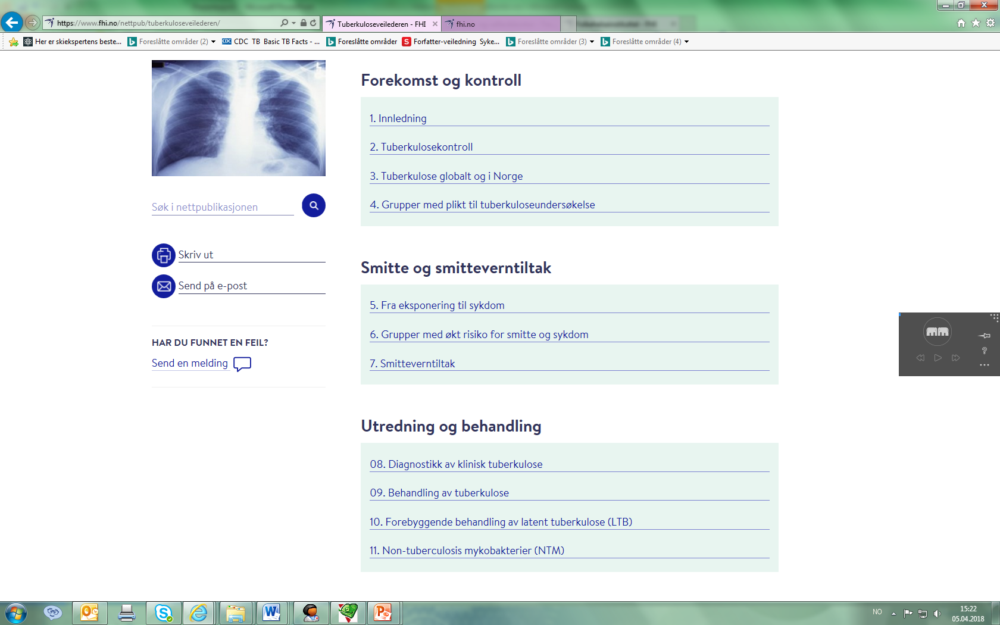 https://www.fhi.no/nettpub/tuberkuloseveilederen/
Tuberkuloseveilederen - FHI
fhi.no
Her er skiekspertens beste...
Foreslåtte områder (2)
CDC CDC TB Basic TB Facts - ...
Foreslåtte områder
S Forfatter-veiledning Syke...
Foreslåtte områder (3)
Foreslåtte områder (4)
Søk i nettpublikasjonen
Skriv ut
Send på e-post
HAR DU FUNNET EN FEIL?
Send en melding
Forekomst og kontroll
1. Innledning
2. Tuberkulosekontroll
3. Tuberkulose globalt og i Norge
4. Grupper med plikt til tuberkuloseundersøkelse
Smitte og smitteverntiltak
5. Fra eksponering til sykdom
6. Grupper med økt risiko for smitte og sykdom
7. Smitteverntiltak
Utredning og behandling
08. Diagnostikk av klinisk tuberkulose
09. Behandling av tuberkulose
10. Forebyggende behandling av latent tuberkulose (LTB)
11. Non-tuberculosis mykobakterier (NTM)
NO
15:22
05.04.2018